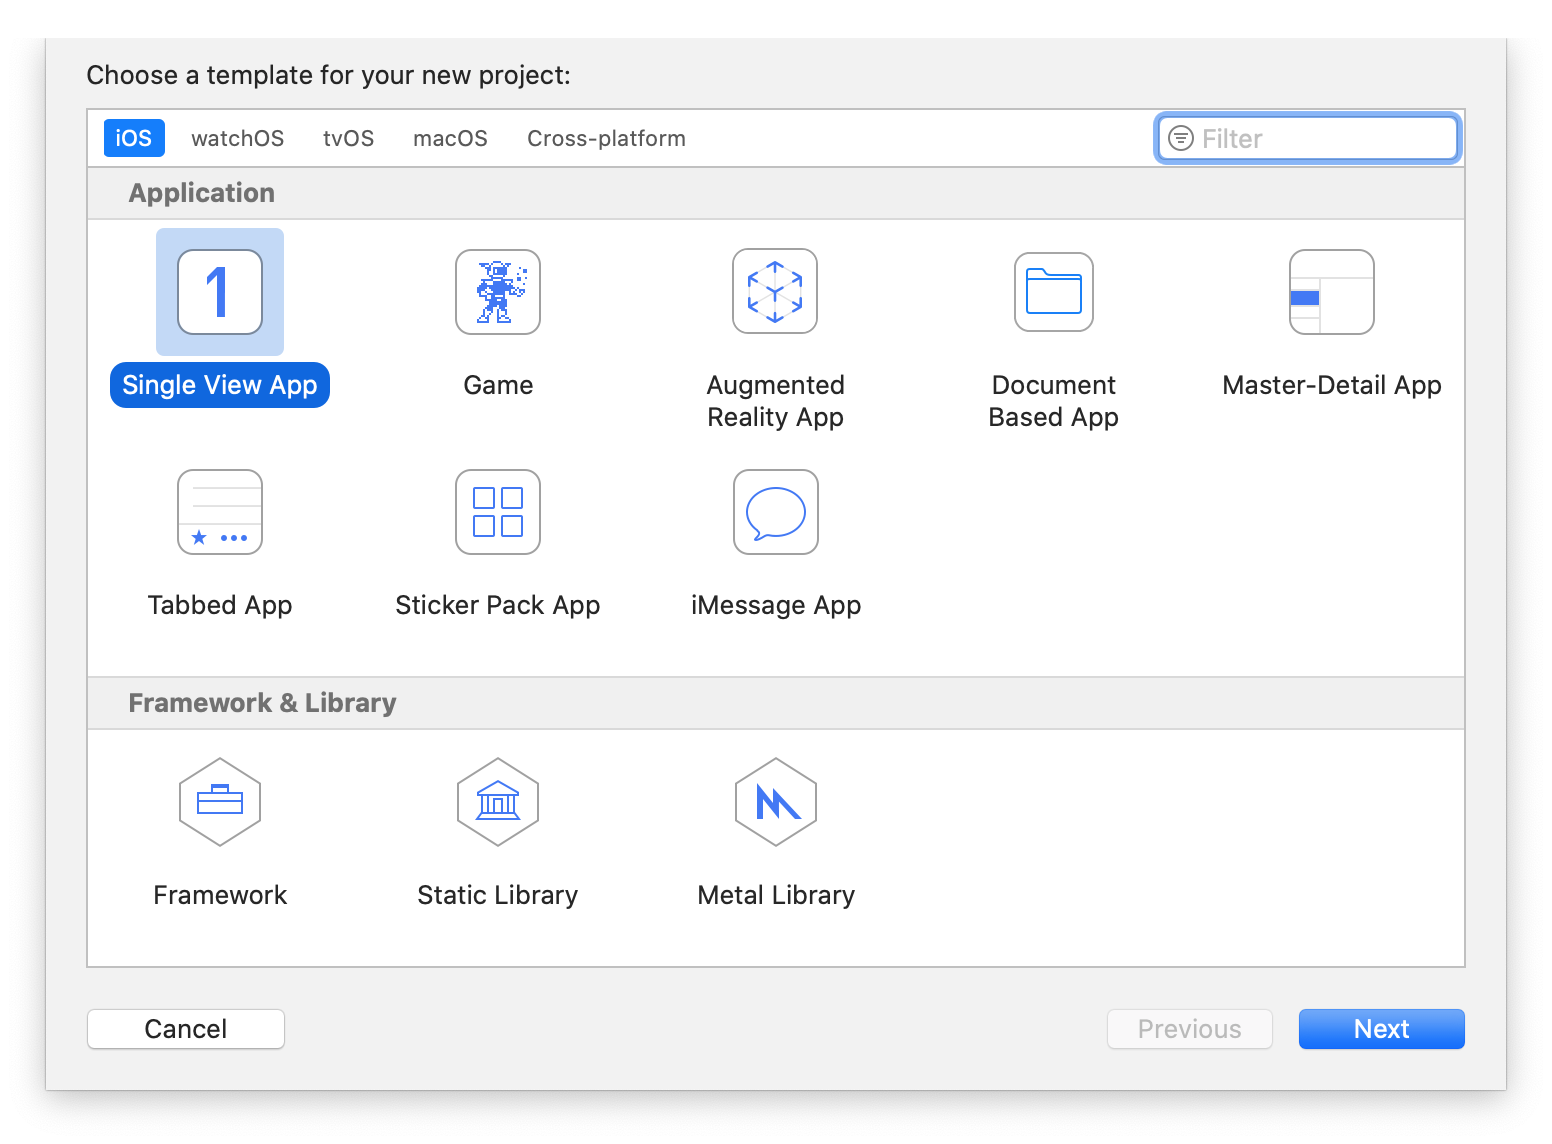 Choose a template for your new project:
iOS watchOS tvOS macOS Cross-platform Filter
Application
1
Single View App Game Augmented Document Master-Detail App
Reality App Based App
Tabbed App Sticker Pack App iMessage App
Framework & Library
Framework Static Library Metal Library
Cancel Previous Next